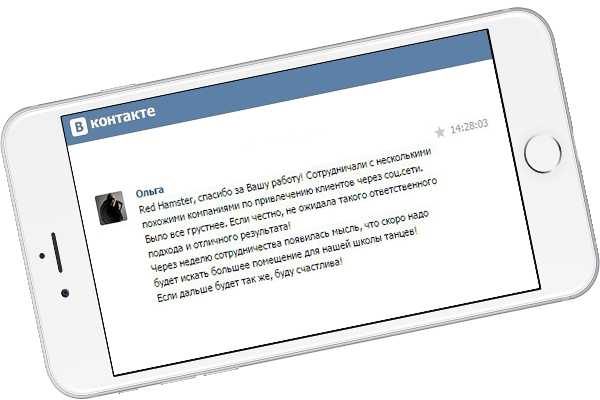 В контакте
14:28:03
Ольга
Red Hamster, спасибо за Вашу работу! Сотрудничали с несколькими
похожими компаниями по привлечению клиентов через соц.сети.
Было все грустнее. Если честно, не ожидала такого ответственного
подхода и отличного результата!
Через неделю сотрудничества появилась мысль, что скоро надо
будет искать большее помещение для нашей школы танцев!
Если дальше будет так же, буду счастлива!